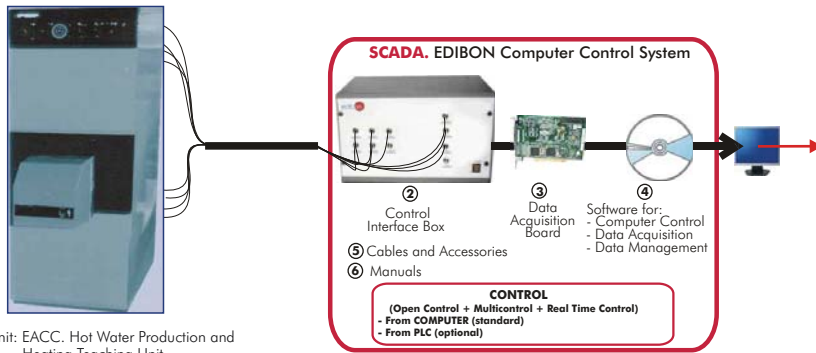 SCADA. EDIBON Computer Control System
2
Control
Interface Box
3
Data
Acquisition
Board
4
Software for:
- Computer Control
- Data Acquisition
- Data Management
5 Cables and Accessories
6 Manuals
CONTROL
(Open Control + Multicontrol + Real Time Control)
- From COMPUTER (standard)
- From PLC (optional)
nit: EACC. Hot Water Production and
Heating Teaching Unit